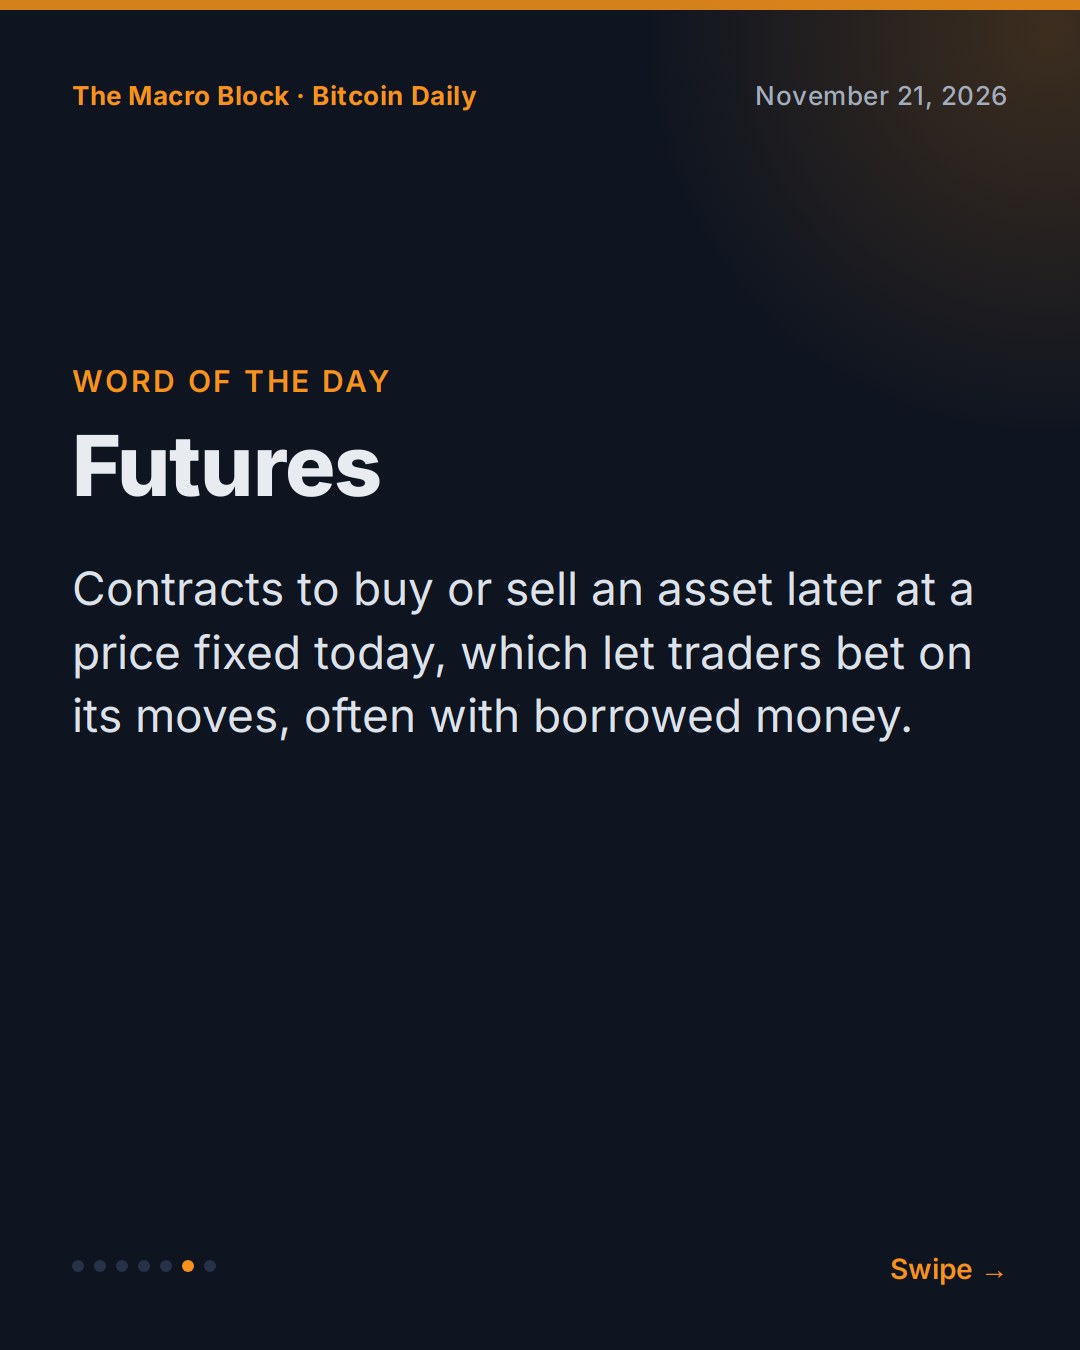 The Macro Block · Bitcoin Daily
November 21, 2026
WORD OF THE DAY
Futures
Contracts to buy or sell an asset later at a
price fixed today, which let traders bet on
its moves, often with borrowed money.
Swipe →